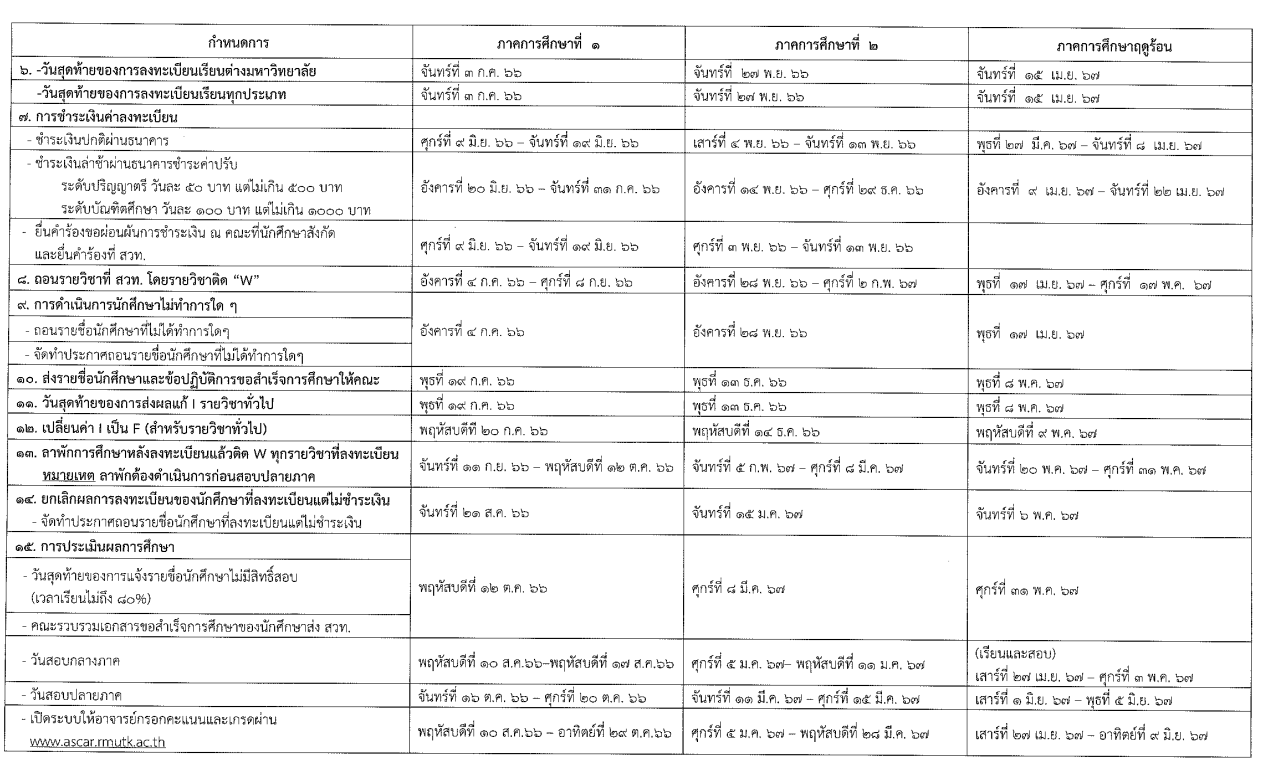 กำหนดการ ภาคการศึกษาที่ ๑ ภาคการศึกษาที่ ๒ ภาคการศึกษาฤดูร้อน
๖. -วันสุดท้ายของการลงทะเบียนเรียนต่างมหาวิทยาลัย จันทร์ที่ ๓ ก.ค. ๖๖ จันทร์ที่ ๒๗ พ.ย. ๖๖ จันทร์ที่ ๑๕ เม.ย. ๖๗
-วันสุดท้ายของการลงทะเบียนเรียนทุกประเภท จันทร์ที่ ๓ ก.ค. ๖๖ จันทร์ที่ ๒๗ พ.ย. ๖๖ จันทร์ที่ ๑๕ เม.ย. ๖๗
๗. การชำระเงินค่าลงทะเบียน
- ชำระเงินปกติผ่านธนาคาร ศุกร์ที่ ๙ มิ.ย. ๖๖ – จันทร์ที่ ๑๙ มิ.ย. ๖๖ เสาร์ที่ ๔ พ.ย. ๖๖ – จันทร์ที่ ๑๓ พ.ย. ๖๖ พุธที่ ๒๗ มี.ค. ๖๗ – จันทร์ที่ ๘ เม.ย. ๖๗
- ชำระเงินล่าช้าผ่านธนาคารชำระค่าปรับ
ระดับปริญญาตรี วันละ ๕๐ บาท แต่ไม่เกิน ๕๐๐ บาท อังคารที่ ๒๐ มิ.ย. ๖๖ – จันทร์ที่ ๓๑ ก.ค. ๖๖ อังคารที่ ๑๔ พ.ย. ๖๖ – ศุกร์ที่ ๒๙ ธ.ค. ๖๖ อังคารที่ ๙ เม.ย. ๖๗ – จันทร์ที่ ๒๒ เม.ย. ๖๗
ระดับบัณฑิตศึกษา วันละ ๑๐๐ บาท แต่ไม่เกิน ๑๐๐๐ บาท
- ยื่นคำร้องขอผ่อนผันการชำระเงิน ณ คณะที่นักศึกษาสังกัด ศุกร์ที่ ๙ มิ.ย. ๖๖ – จันทร์ที่ ๑๙ มิ.ย. ๖๖ ศุกร์ที่ ๓ พ.ย. ๖๖ – จันทร์ที่ ๑๓ พ.ย. ๖๖
และยื่นคำร้องที่ สวท.
๘. ถอนรายวิชาที่ สวท. โดยรายวิชาติด “W” อังคารที่ ๔ ก.ค. ๖๖ – ศุกร์ที่ ๘ ก.ย. ๖๖ อังคารที่ ๒๘ พ.ย. ๖๖ – ศุกร์ที่ ๒ ก.พ. ๖๗ พุธที่ ๑๗ เม.ย. ๖๗ – ศุกร์ที่ ๑๗ พ.ค. ๖๗
๙. การดำเนินการนักศึกษาไม่ทำการใด ๆ
- ถอนรายชื่อนักศึกษาที่ไม่ได้ทำการใดๆ อังคารที่ ๔ ก.ค. ๖๖ อังคารที่ ๒๘ พ.ย. ๖๖ พุธที่ ๑๗ เม.ย. ๖๗
- จัดทำประกาศถอนรายชื่อนักศึกษาที่ไม่ได้ทำการใดๆ
๑๐. ส่งรายชื่อนักศึกษาและข้อปฏิบัติการขอสำเร็จการศึกษาให้คณะ พุธที่ ๑๙ ก.ค. ๖๖ พุธที่ ๑๓ ธ.ค. ๖๖ พุธที่ ๘ พ.ค. ๖๗
๑๑. วันสุดท้ายของการส่งผลแก้ I รายวิชาทั่วไป พุธที่ ๑๙ ก.ค. ๖๖ พุธที่ ๑๓ ธ.ค. ๖๖ พุธที่ ๘ พ.ค. ๖๗
๑๒. เปลี่ยนค่า I เป็น F (สำหรับรายวิชาทั่วไป) พฤหัสบดีที่ ๒๐ ก.ค. ๖๖ พฤหัสบดีที่ ๑๔ ธ.ค. ๖๖ พฤหัสบดีที่ ๙ พ.ค. ๖๗
๑๓. ลาพักการศึกษาหลังลงทะเบียนแล้วติด W ทุกรายวิชาที่ลงทะเบียน จันทร์ที่ ๑๑ ก.ย. ๖๖ – พฤหัสบดีที่ ๑๒ ต.ค. ๖๖ จันทร์ที่ ๕ ก.พ. ๖๗ – ศุกร์ที่ ๘ มี.ค. ๖๗ จันทร์ที่ ๒๐ พ.ค. ๖๗ – ศุกร์ที่ ๓๑ พ.ค. ๖๗
หมายเหตุ ลาพักต้องดำเนินการก่อนสอบปลายภาค
๑๔. ยกเลิกผลการลงทะเบียนของนักศึกษาที่ลงทะเบียนแต่ไม่ชำระเงิน จันทร์ที่ ๒๑ ส.ค. ๖๖ จันทร์ที่ ๑๕ ม.ค. ๖๗ จันทร์ที่ ๖ พ.ค. ๖๗
- จัดทำประกาศถอนรายชื่อนักศึกษาที่ลงทะเบียนแต่ไม่ชำระเงิน
๑๕. การประเมินผลการศึกษา
- วันสุดท้ายของการแจ้งรายชื่อนักศึกษาไม่มีสิทธิ์สอบ พฤหัสบดีที่ ๑๒ ต.ค. ๖๖ ศุกร์ที่ ๘ มี.ค. ๖๗ ศุกร์ที่ ๓๑ พ.ค. ๖๗
(เวลาเรียนไม่ถึง ๘๐%)
- คณะรวบรวมเอกสารขอสำเร็จการศึกษาของนักศึกษาส่ง สวท.
- วันสอบกลางภาค พฤหัสบดีที่ ๑๐ ส.ค.๖๖–พฤหัสบดีที่ ๑๗ ส.ค.๖๖ ศุกร์ที่ ๕ ม.ค. ๖๗– พฤหัสบดีที่ ๑๑ ม.ค. ๖๗ (เรียนและสอบ)
เสาร์ที่ ๒๗ เม.ย. ๖๗ – ศุกร์ที่ ๓ พ.ค. ๖๗
- วันสอบปลายภาค จันทร์ที่ ๑๖ ต.ค. ๖๖ – ศุกร์ที่ ๒๐ ต.ค. ๖๖ จันทร์ที่ ๑๑ มี.ค. ๖๗ – ศุกร์ที่ ๑๕ มี.ค. ๖๗ เสาร์ที่ ๑ มิ.ย. ๖๗ – พุธที่ ๕ มิ.ย. ๖๗
- เปิดระบบให้อาจารย์กรอกคะแนนและเกรดผ่าน พฤหัสบดีที่ ๑๐ ส.ค.๖๖ – อาทิตย์ที่ ๒๙ ต.ค.๖๖ ศุกร์ที่ ๕ ม.ค. ๖๗ – พฤหัสบดีที่ ๒๘ มี.ค. ๖๗ เสาร์ที่ ๒๗ เม.ย. ๖๗ – อาทิตย์ที่ ๙ มิ.ย. ๖๗
www.ascar.rmutk.ac.th